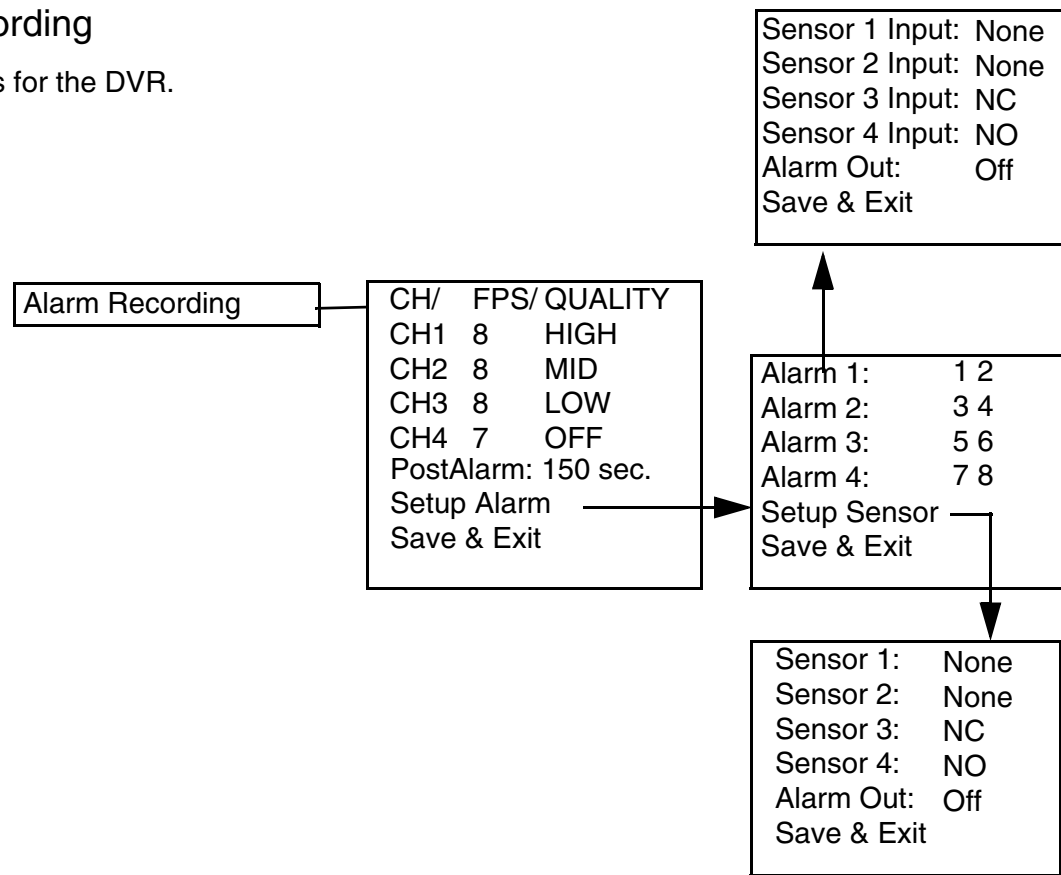 ording
s for the DVR.
Sensor 1 Input: None
Sensor 2 Input: None
Sensor 3 Input: NC
Sensor 4 Input: NO
Alarm Out: Off
Save & Exit
Alarm Recording
CH/ FPS/ QUALITY
CH1 8 HIGH
CH2 8 MID
CH3 8 LOW
CH4 7 OFF
PostAlarm: 150 sec.
Setup Alarm
Save & Exit
Alarm 1: 1 2
Alarm 2: 3 4
Alarm 3: 5 6
Alarm 4: 7 8
Setup Sensor
Save & Exit
Sensor 1: None
Sensor 2: None
Sensor 3: NC
Sensor 4: NO
Alarm Out: Off
Save & Exit